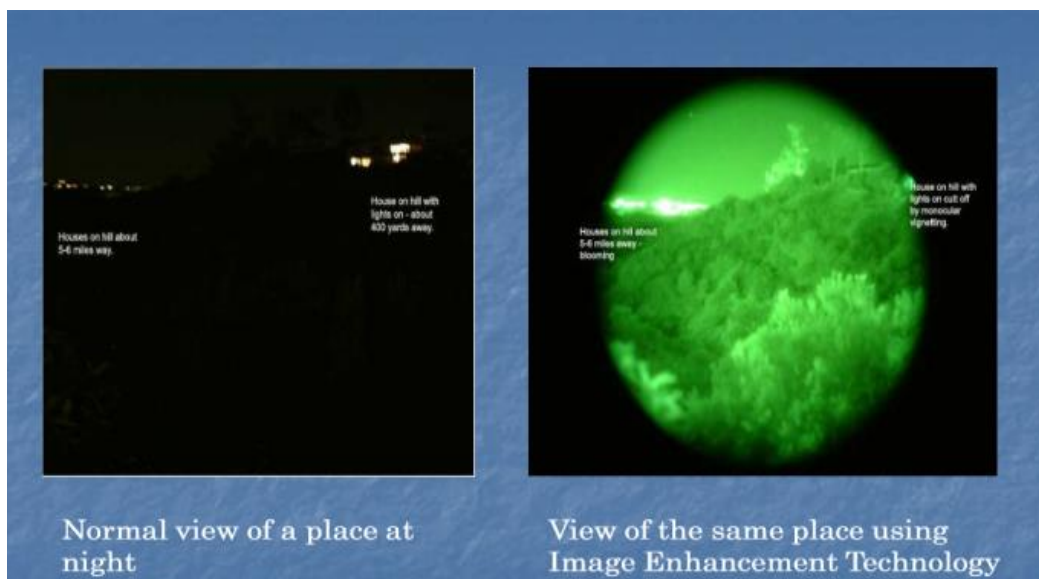 Houses on hill about
5-6 miles way.
House on hill with
lights on - about
400 yards away.
Houses on hill about
5-6 miles away -
blooming
House on hill with
lights on cutt off
by monocular
vignetting.
Normal view of a place at
night
View of the same place using
Image Enhancement Technology